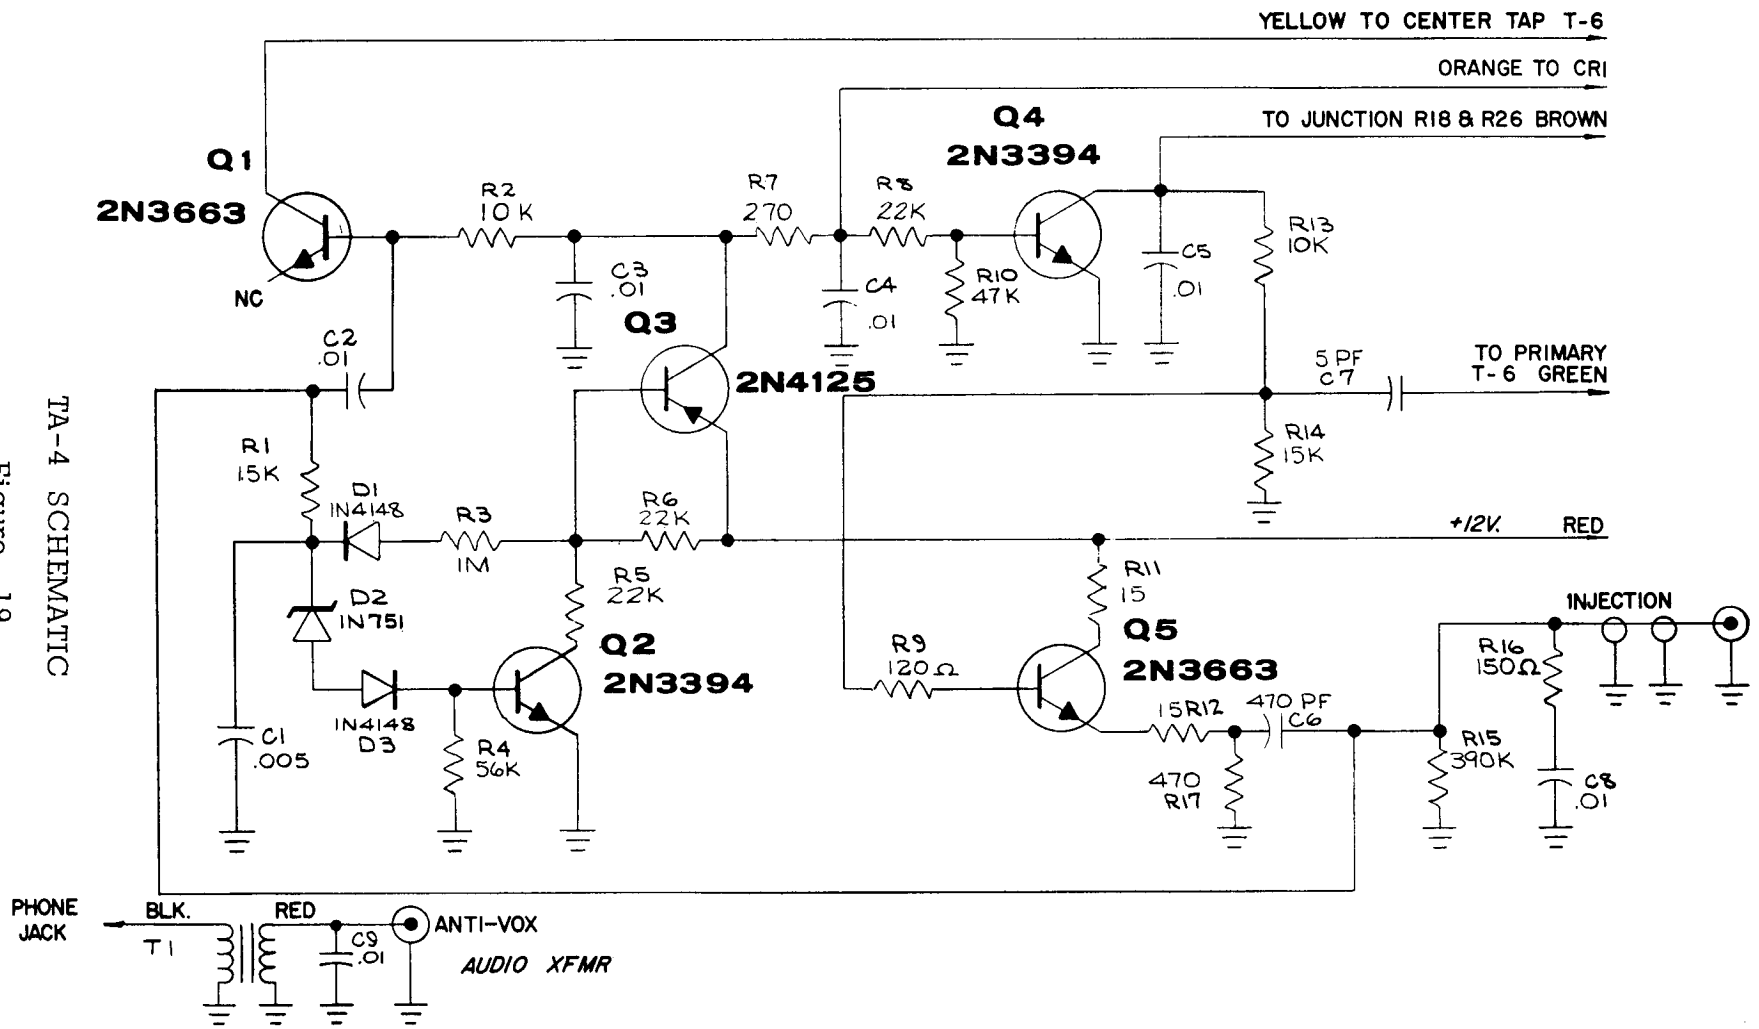 YELLOW TO CENTER TAP T-6
ORANGE TO CR1
TO JUNCTION R18 & R26 BROWN
Q4
2N3394
Q1
2N3663
NC
R2
10K
R7
270
R8
22K
R13
10K
C3
.01
C4
.01
R10
47K
C5
.01
Q3
2N4125
C2
.01
5 PF
C7
TO PRIMARY
T-6 GREEN
R14
15K
R1
15K
D1
1N4148
R3
1M
R6
22K
+12V. RED
D2
1N751
R5
22K
R11
15
Q2
2N3394
Q5
2N3663
R9
120Ω
INJECTION
R16
150Ω
1N4148
D3
R4
56K
C1
.005
15 R12
470 PF
C6
470
R17
R15
390K
C8
.01
PHONE
JACK
BLK.
T1
RED
C9
.01
ANTI-VOX
AUDIO XFMR
TA-4 SCHEMATIC